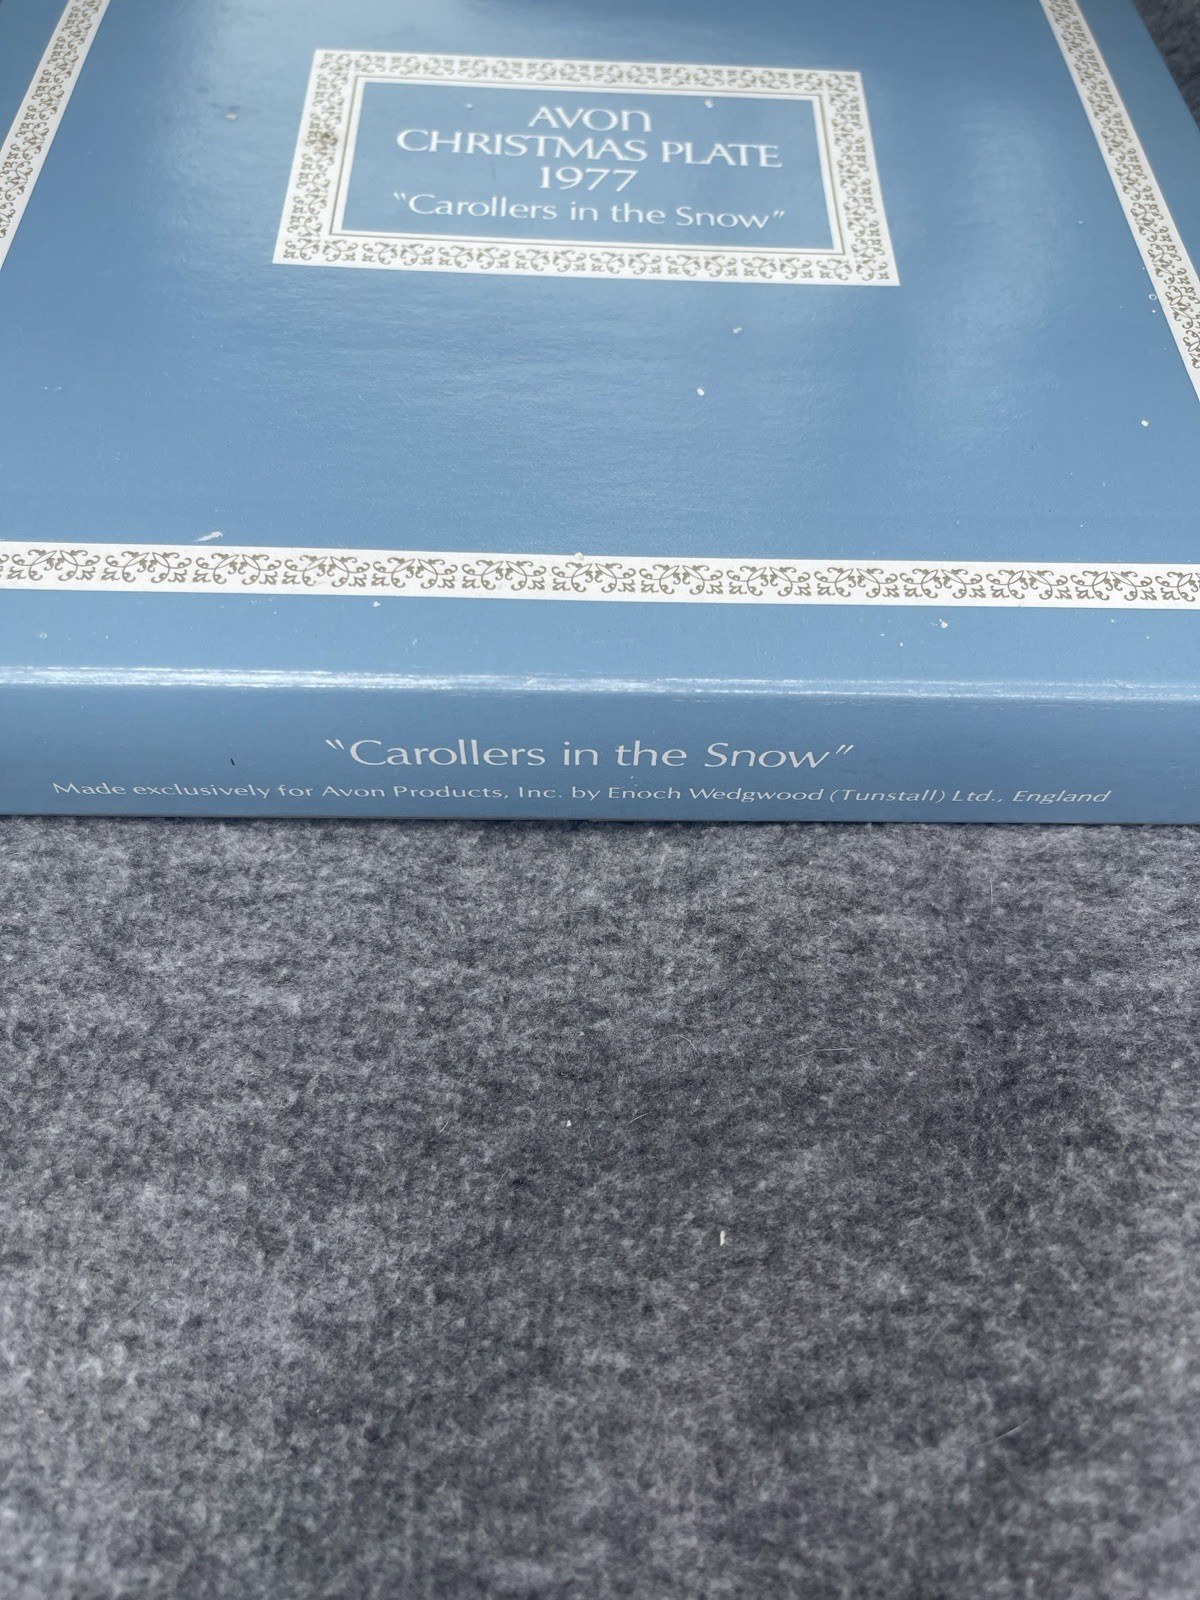 AVON
CHRISTMAS PLATE
1977
"Carollers in the Snow"
"Carollers in the Snow"
Made exclusively for Avon Products, Inc. by Enoch Wedgwood (Tunstall) Ltd., England